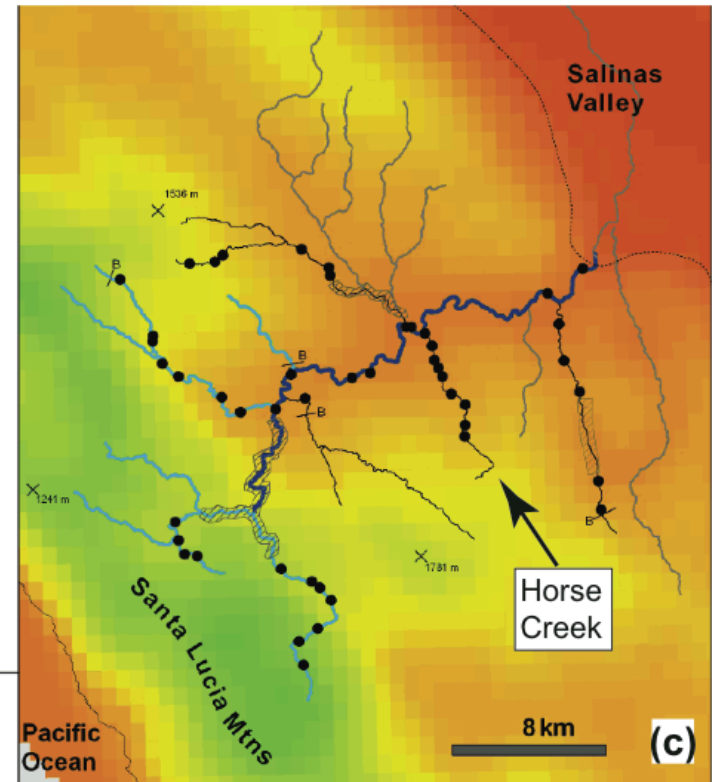 Salinas
Valley
1536 m
B
B
B
1241 m
1781 m
B
Horse
Creek
Santa Lucia Mtns
Pacific
Ocean
8 km
(c)